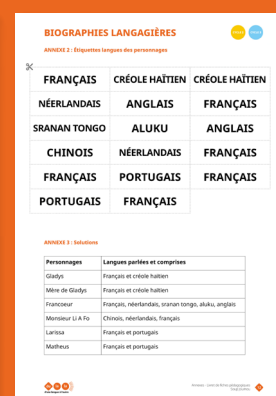 BIOGRAPHIES LANGAGIÈRES
ANNEXE 2 : Étiquettes langues des personnages
FRANÇAIS CRÉOLE HAÏTIEN CRÉOLE HAÏTIEN
NÉERLANDAIS ANGLAIS FRANÇAIS
SRANAN TONGO ALUKU ANGLAIS
CHINOIS NÉERLANDAIS FRANÇAIS
FRANÇAIS PORTUGAIS FRANÇAIS
PORTUGAIS FRANÇAIS
ANNEXE 3 : Solutions
Personnages Langues parlées et comprises
Gladys Français et créole haïtien
Mère de Gladys Français et créole haïtien
Francoeur Français, néerlandais, sranan tongo, aluku, anglais
Monsieur Li A Fo Chinois, néerlandais, français
Larissa Français et portugais
Matheus Français et portugais